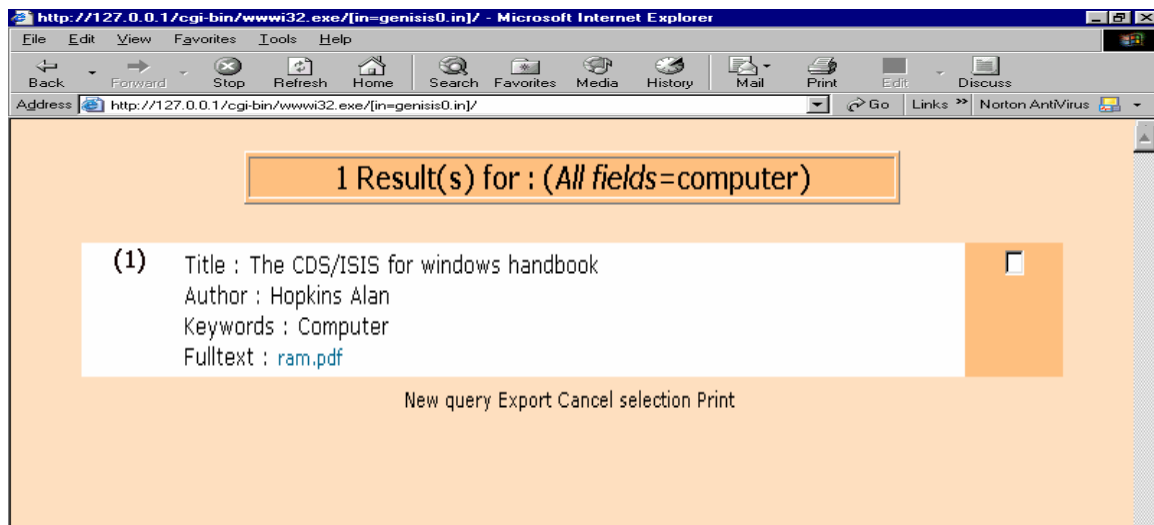 http://127.0.0.1/cgi-bin/wwwi32.exe/[in=genisis0.in]/ - Microsoft Internet Explorer
File Edit View Favorites Tools Help
Back Forward Stop Refresh Home Search Favorites Media History Mail Print Edit Discuss
Address http://127.0.0.1/cgi-bin/wwwi32.exe/[in=genisis0.in]/ Go Links » Norton AntiVirus
1 Result(s) for : (All fields=computer)
(1) Title : The CDS/ISIS for windows handbook
Author : Hopkins Alan
Keywords : Computer
Fulltext : ram.pdf
New query Export Cancel selection Print